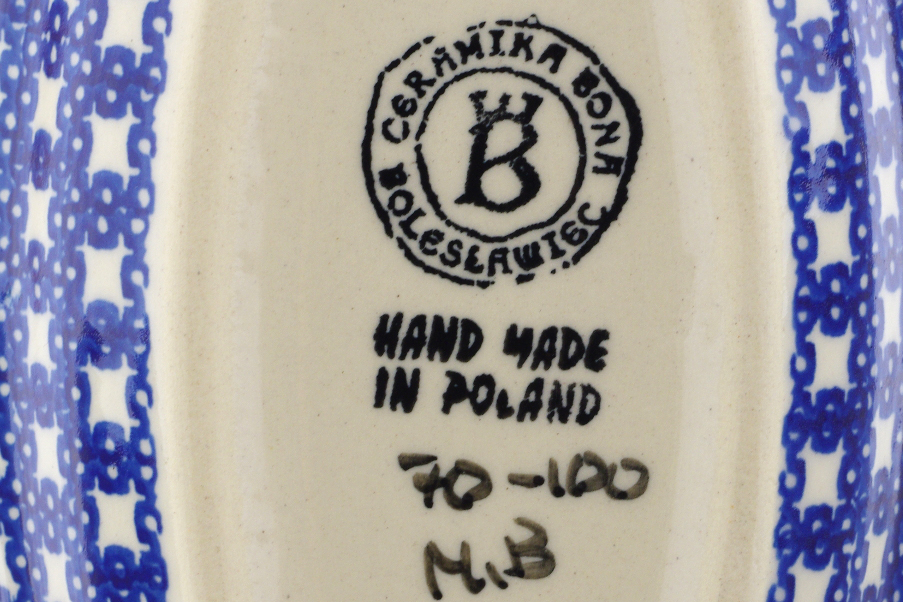 CERAMIKA BONA
BOLESŁAWIEC
B
HAND MADE
IN POLAND
70-100
M.B